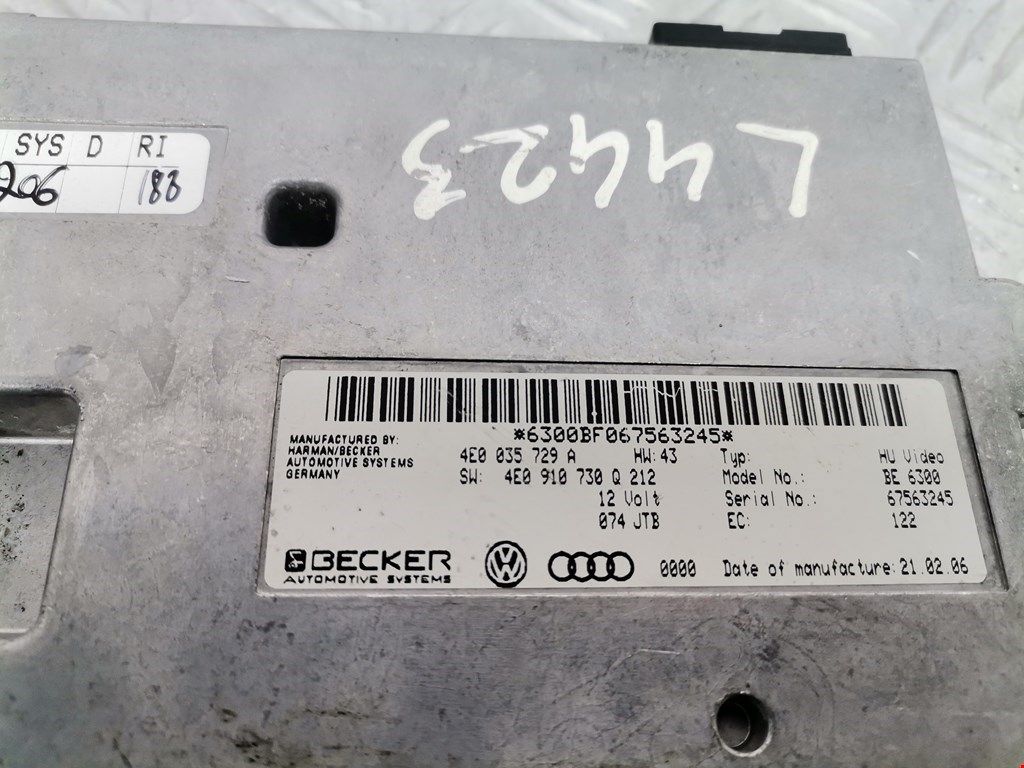 SYS D RI
206 188
L4423
*6300BF067563245*
MANUFACTURED BY:
HARMAN/BECKER
AUTOMOTIVE SYSTEMS
GERMANY
4E0 035 729 A HW: 43 Typ: HU Video
SW: 4E0 910 730 Q 212 Model No.: BE 6300
12 Volt Serial No.: 67563245
074 JTB EC: 122
BECKER
AUTOMOTIVE SYSTEMS
0000 Date of manufacture: 21.02.06